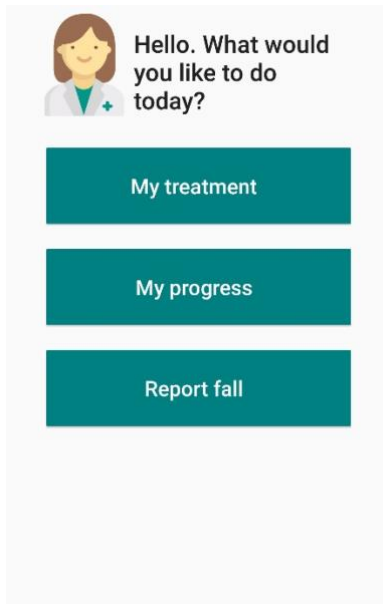 Hello. What would
you like to do
today?
My treatment
My progress
Report fall